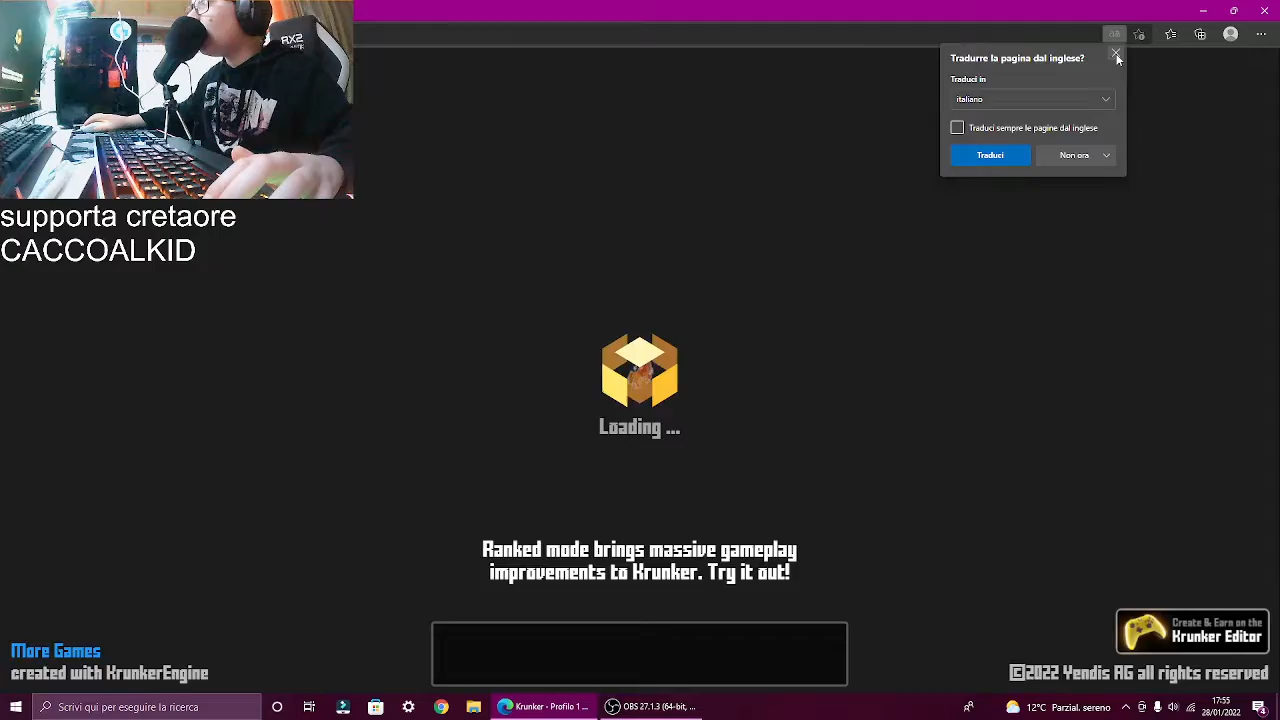 Tradurre la pagina dal inglese?
Traduci in
italiano
Traduci sempre le pagine dal inglese
Traduci
Non ora
supporta cretaore
CACCOALKID
Loading ...
Ranked mode brings massive gameplay
improvements to Krunker. Try it out!
More Games
created with KrunkerEngine
Create & Earn on the
Krunker Editor
©2022 Yendis AG all rights reserved
Scrivi qui per eseguire la ricerca
Krunker - Profilo 1 ...
OBS 27.1.3 (64-bit, ...
12°C Parzial. sereno
17:55
28/01/2022